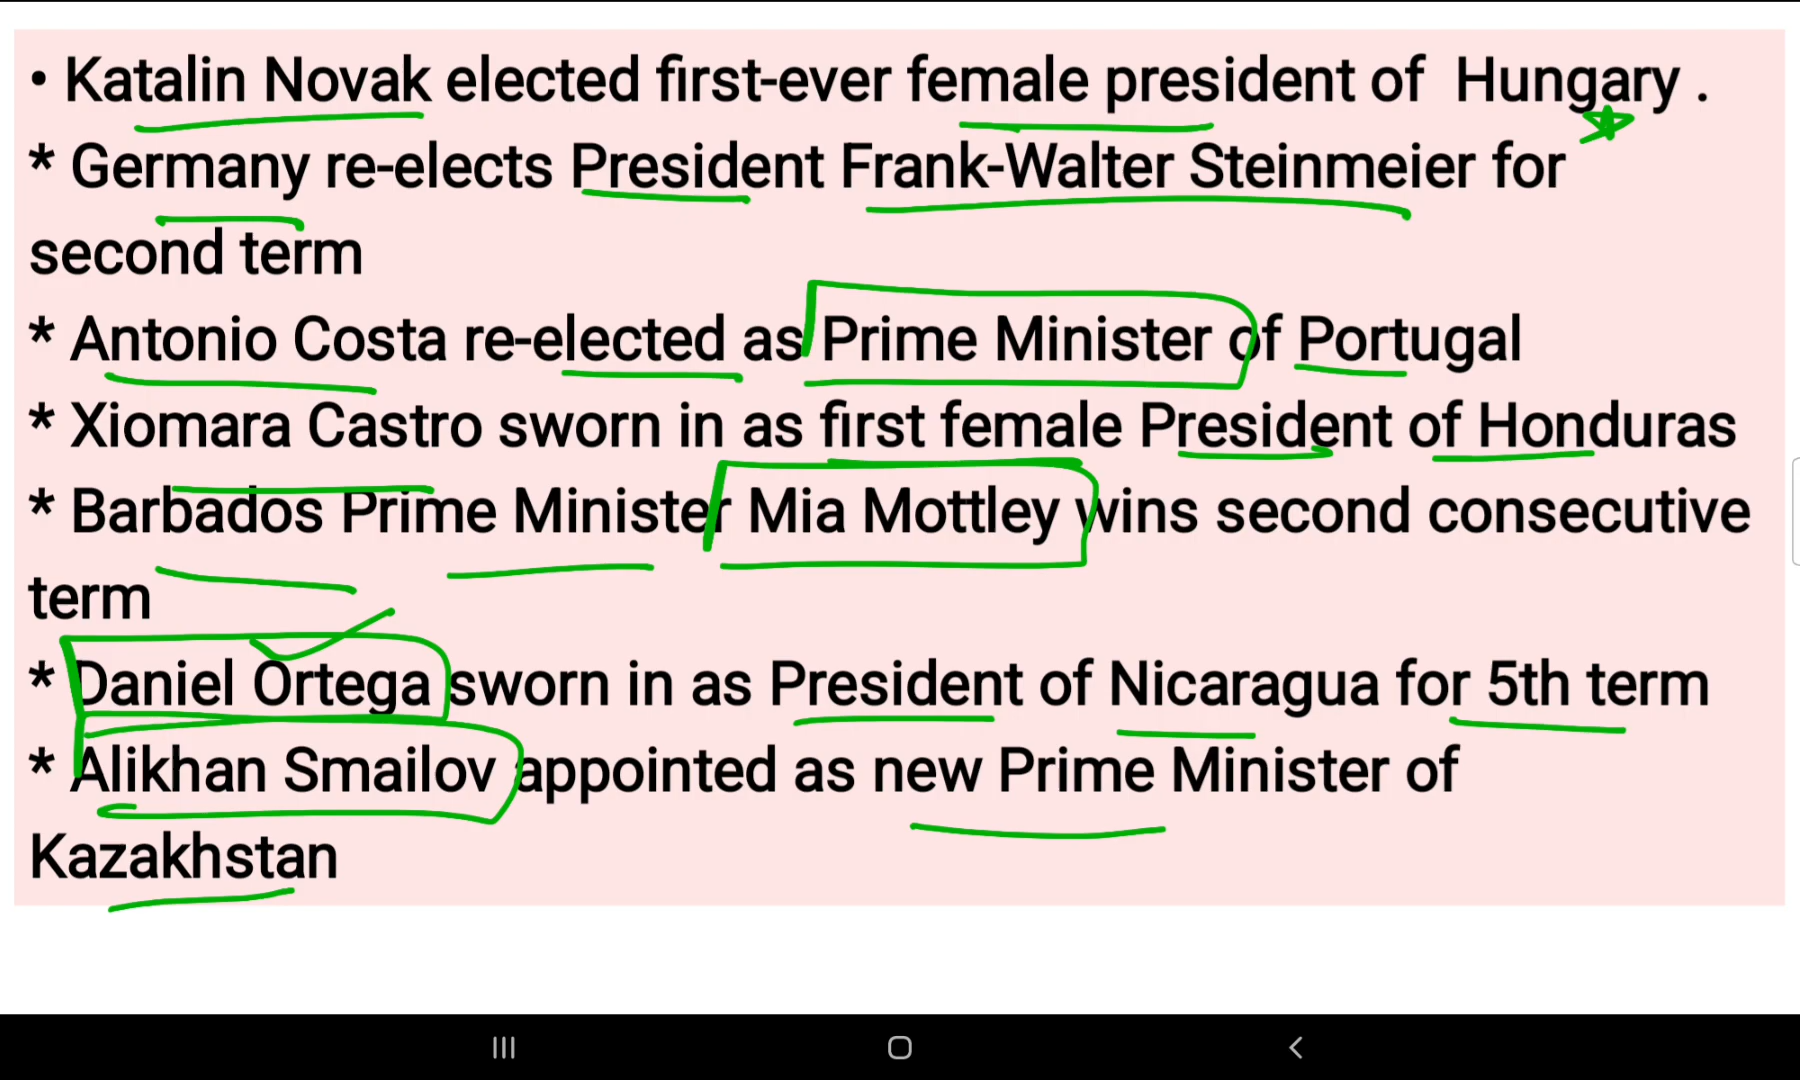 • Katalin Novak elected first-ever female president of Hungary .
* Germany re-elects President Frank-Walter Steinmeier for
second term
* Antonio Costa re-elected as Prime Minister of Portugal
* Xiomara Castro sworn in as first female President of Honduras
* Barbados Prime Minister Mia Mottley wins second consecutive
term
* Daniel Ortega sworn in as President of Nicaragua for 5th term
* Alikhan Smailov appointed as new Prime Minister of
Kazakhstan